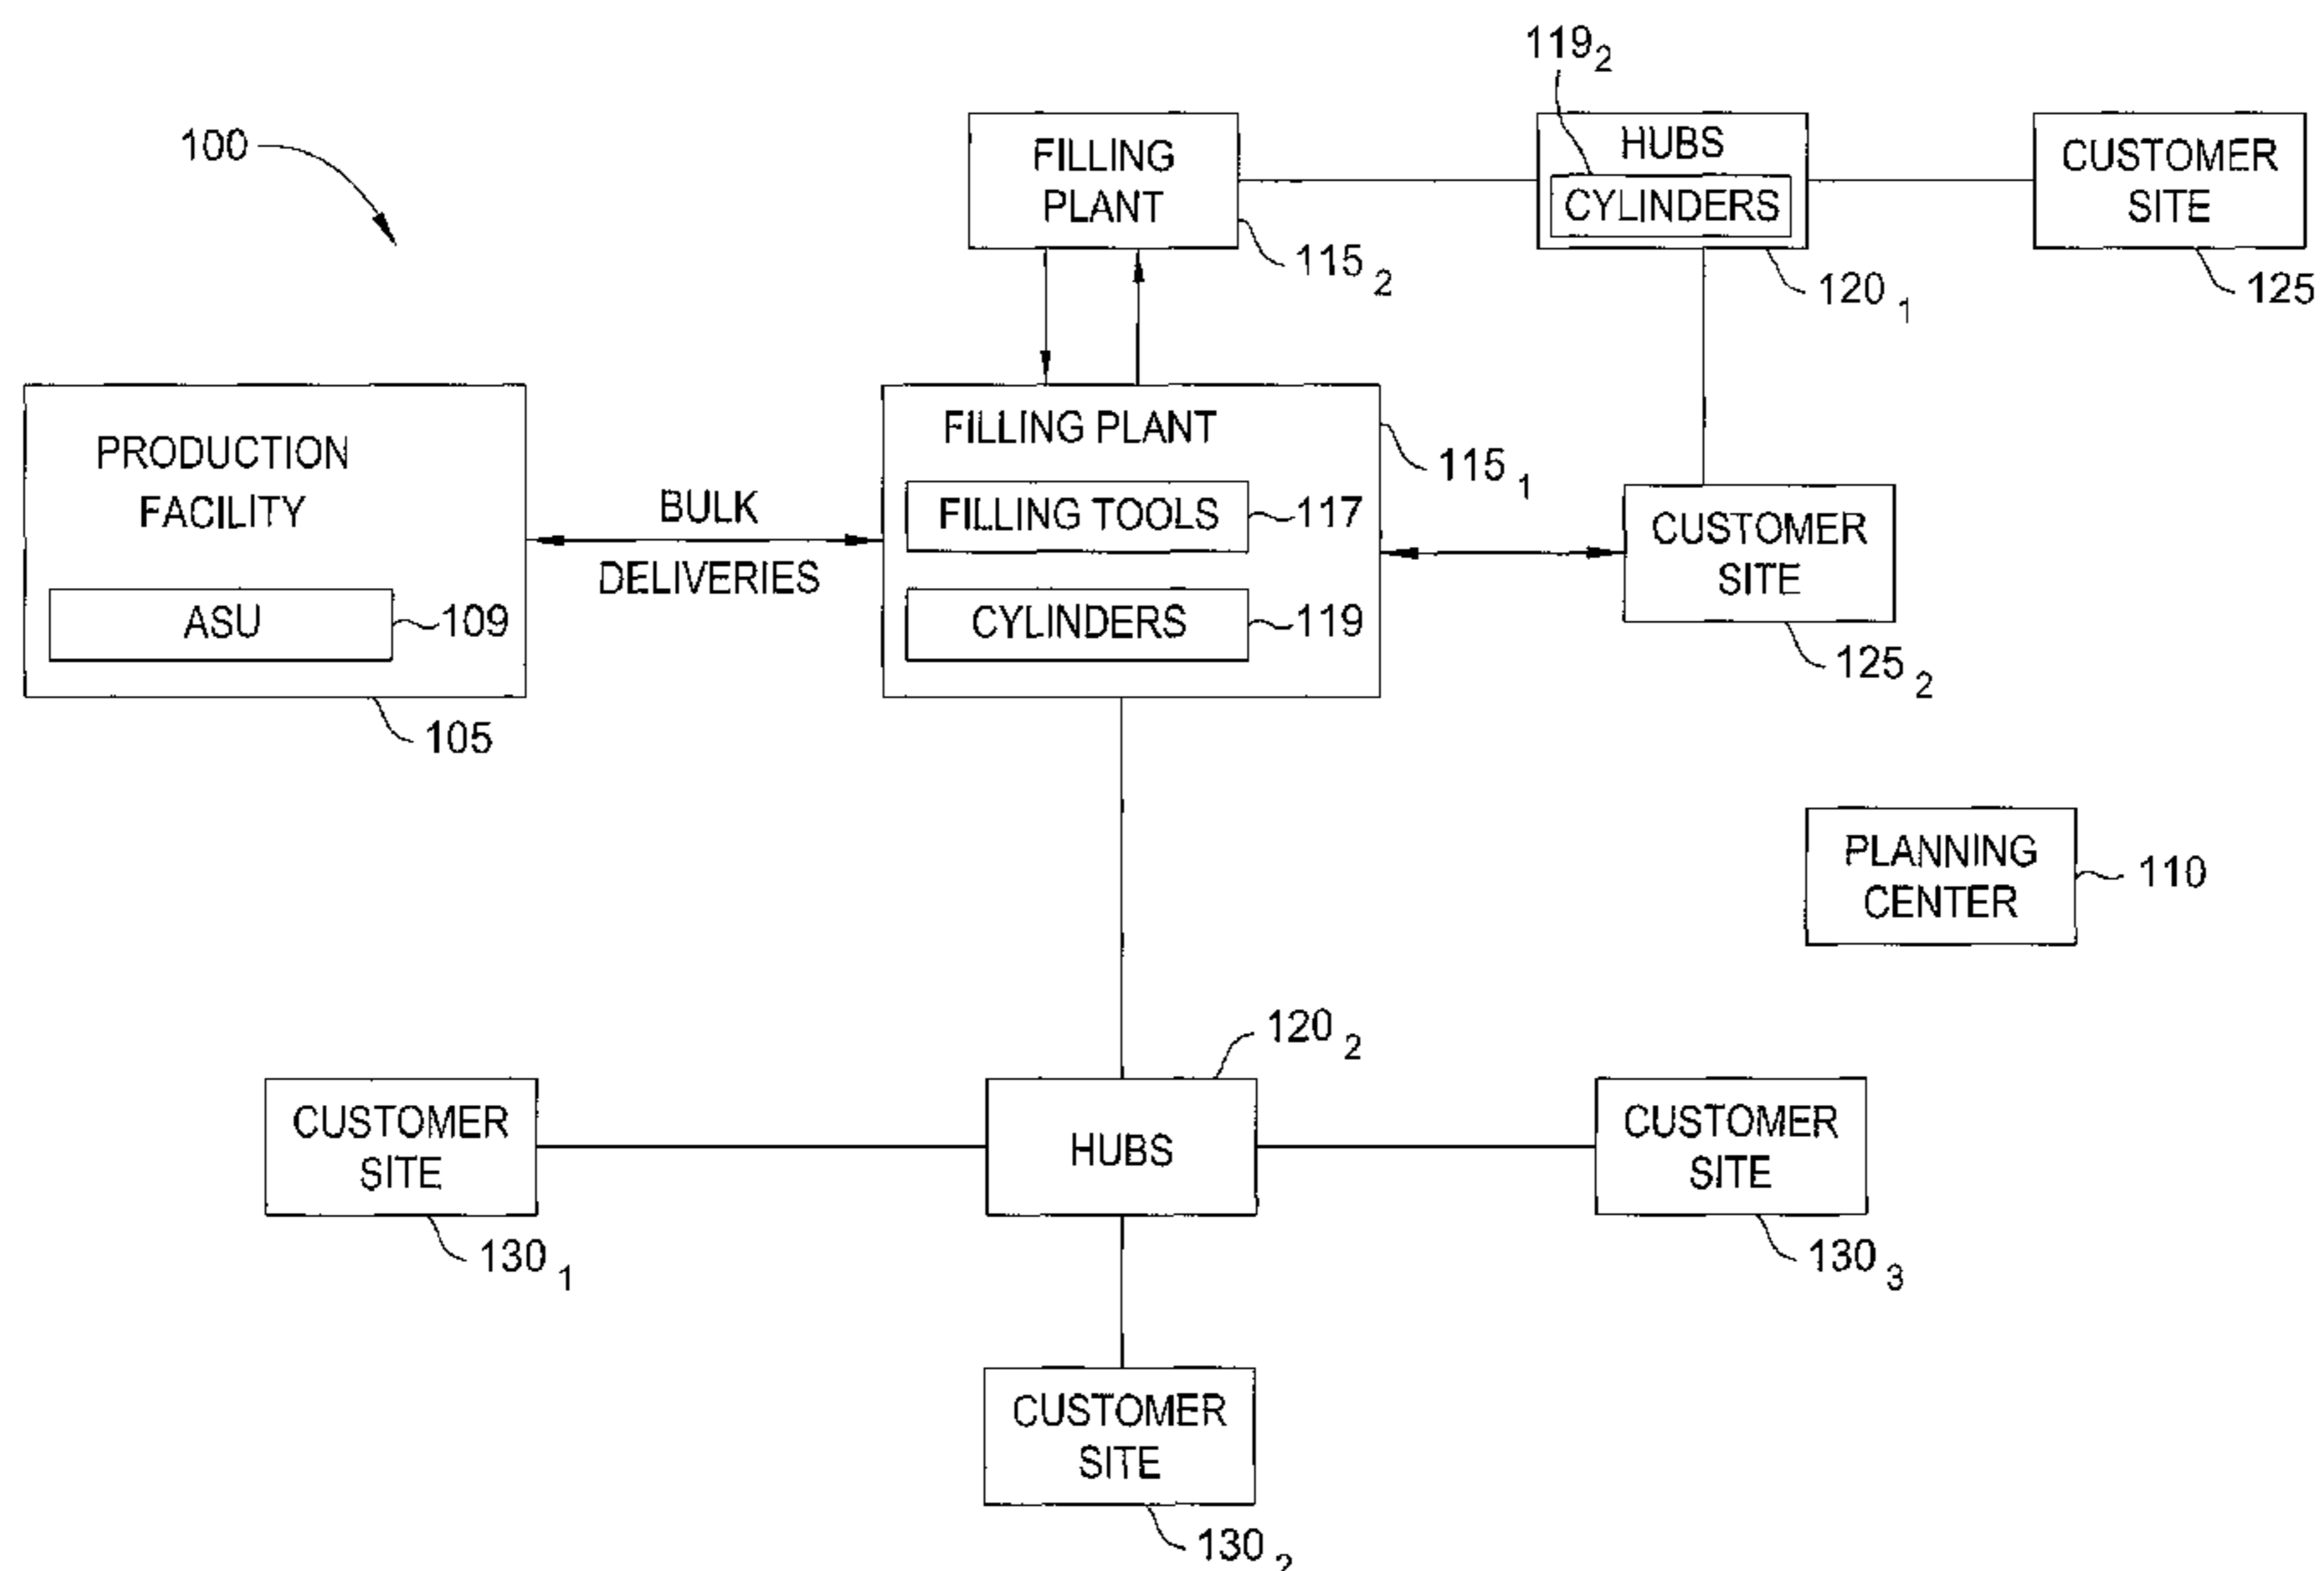 100
FILLING
PLANT
115₂
119₂
HUBS
CYLINDERS
120₁
CUSTOMER
SITE
125
PRODUCTION
FACILITY
ASU
109
105
BULK
DELIVERIES
FILLING PLANT
115₁
FILLING TOOLS
117
CYLINDERS
119
CUSTOMER
SITE
125₂
PLANNING
CENTER
110
120₂
HUBS
CUSTOMER
SITE
130₁
CUSTOMER
SITE
130₃
CUSTOMER
SITE
130₂